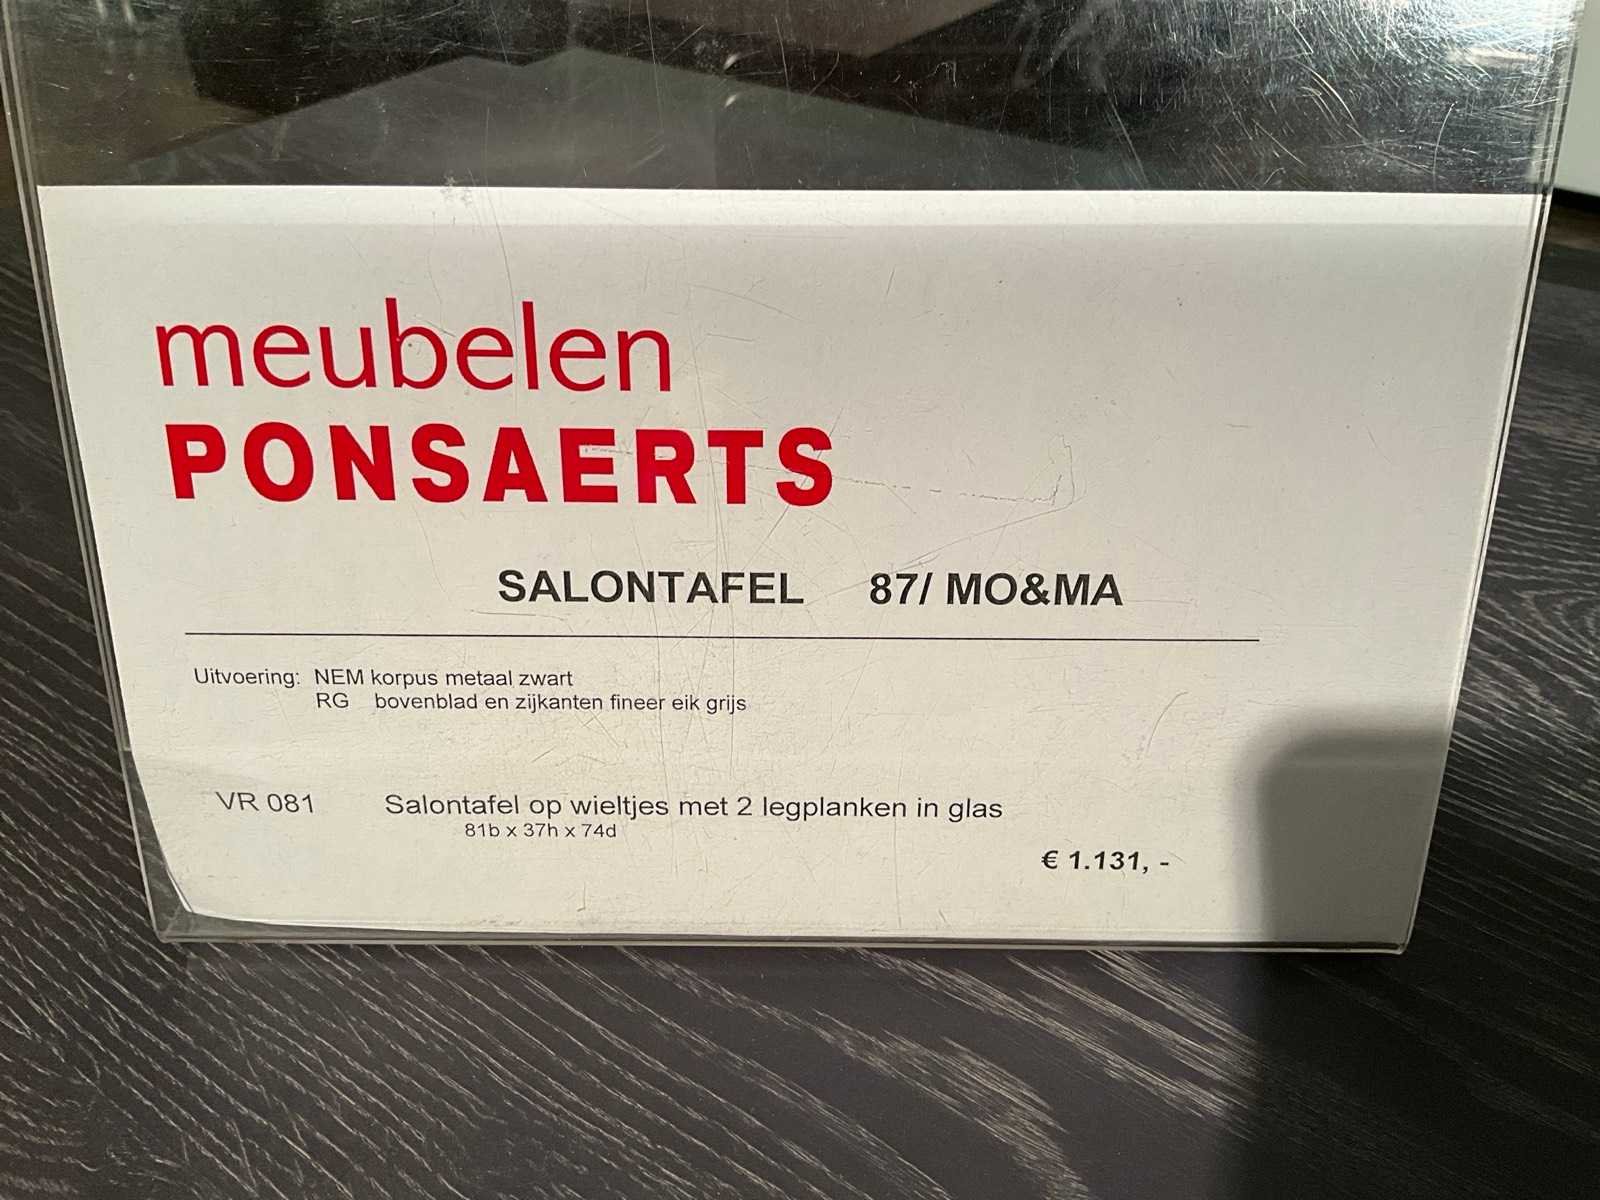 meubelen
PONSAERTS
SALONTAFEL 87/ MO&MA
Uitvoering: NEM korpus metaal zwart
RG bovenblad en zijkanten fineer eik grijs
VR 081 Salontafel op wieltjes met 2 legplanken in glas
81b x 37h x 74d
€ 1.131, -